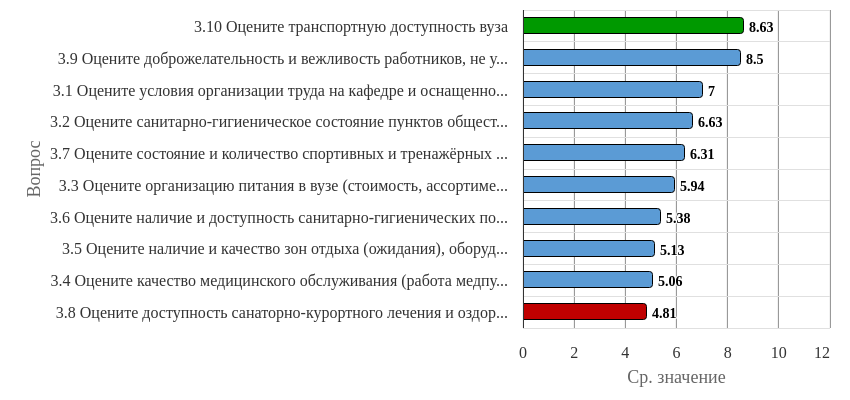 3.10 Оцените транспортную доступность вуза 8.63
3.9 Оцените доброжелательность и вежливость работников, не у... 8.5
3.1 Оцените условия организации труда на кафедре и оснащенно... 7
3.2 Оцените санитарно-гигиеническое состояние пунктов общест... 6.63
3.7 Оцените состояние и количество спортивных и тренажёрных ... 6.31
3.3 Оцените организацию питания в вузе (стоимость, ассортиме... 5.94
3.6 Оцените наличие и доступность санитарно-гигиенических по... 5.38
3.5 Оцените наличие и качество зон отдыха (ожидания), оборуд... 5.13
3.4 Оцените качество медицинского обслуживания (работа медпу... 5.06
3.8 Оцените доступность санаторно-курортного лечения и оздор... 4.81
Вопрос
0 2 4 6 8 10 12
Ср. значение